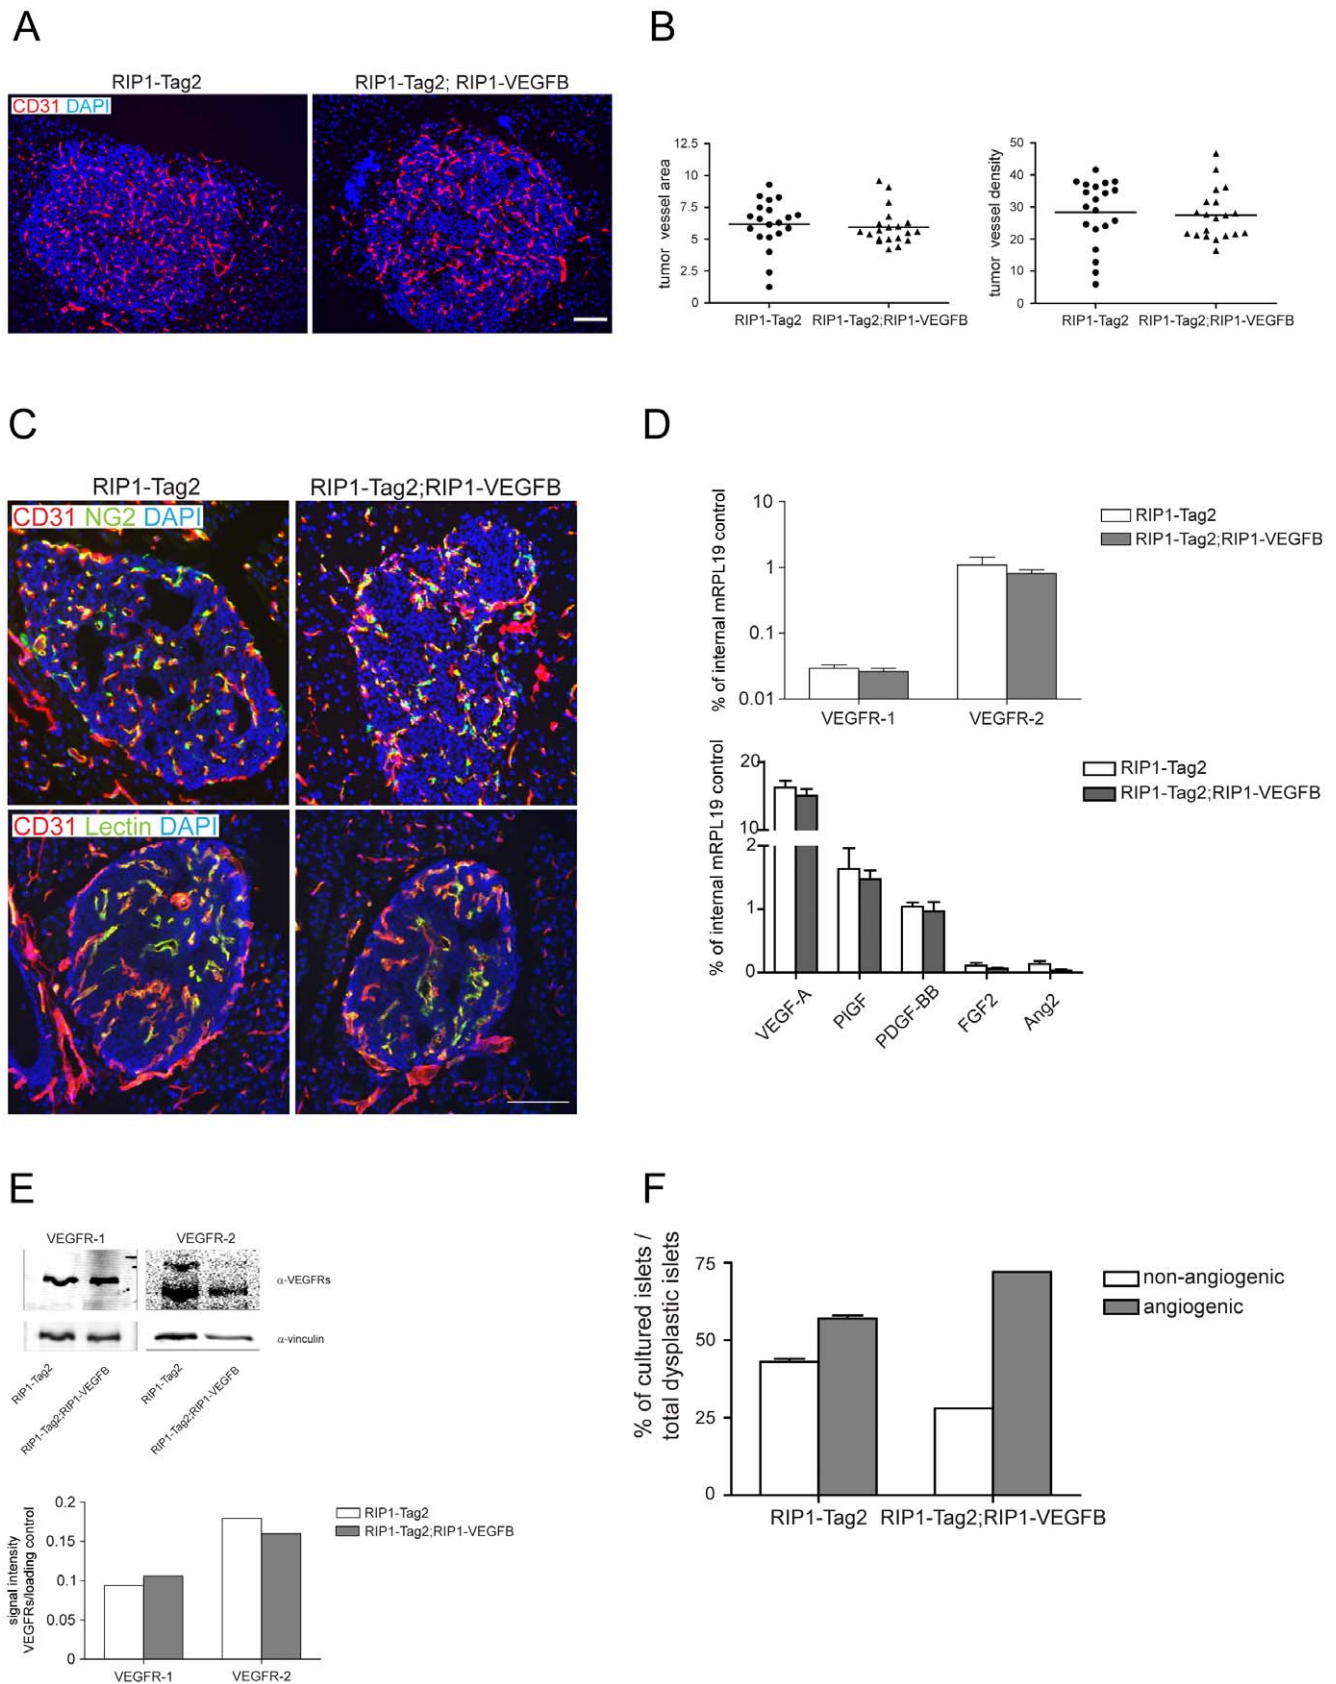 A
RIP1-Tag2
RIP1-Tag2; RIP1-VEGFB
CD31 DAPI
B
tumor vessel area
12.5
10
7.5
5
2.5
0
RIP1-Tag2
RIP1-Tag2;RIP1-VEGFB
tumor vessel density
50
40
30
20
10
0
RIP1-Tag2
RIP1-Tag2;RIP1-VEGFB
C
RIP1-Tag2
RIP1-Tag2;RIP1-VEGFB
CD31 NG2 DAPI
CD31 Lectin DAPI
D
% of internal mRPL19 control
10
1
0.1
0.01
VEGFR-1
VEGFR-2
RIP1-Tag2
RIP1-Tag2;RIP1-VEGFB
% of internal mRPL19 control
20
10
2
1
0
VEGF-A
PlGF
PDGF-BB
FGF2
Ang2
RIP1-Tag2
RIP1-Tag2;RIP1-VEGFB
E
VEGFR-1
VEGFR-2
α-VEGFRs
α-vinculin
RIP1-Tag2
RIP1-Tag2;RIP1-VEGFB
RIP1-Tag2
RIP1-Tag2;RIP1-VEGFB
signal intensity
VEGFRs/loading control
0.2
0.15
0.1
0.05
0
VEGFR-1
VEGFR-2
RIP1-Tag2
RIP1-Tag2;RIP1-VEGFB
F
% of cultured islets /
total dysplastic islets
75
50
25
0
RIP1-Tag2
RIP1-Tag2;RIP1-VEGFB
non-angiogenic
angiogenic